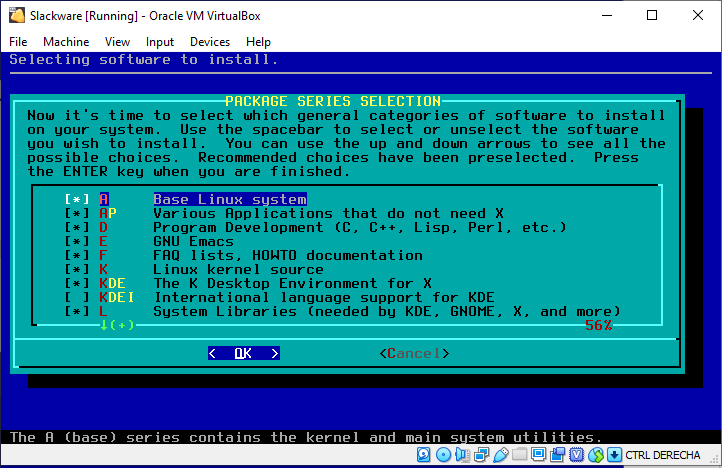 Slackware [Running] - Oracle VM VirtualBox
File Machine View Input Devices Help
Selecting software to install.
PACKAGE SERIES SELECTION
Now it's time to select which general categories of software to install
on your system.  Use the spacebar to select or unselect the software
you wish to install.  You can use the up and down arrows to see all the
possible choices.  Recommended choices have been preselected.  Press
the ENTER key when you are finished.
[*] A Base Linux system
[*] AP Various Applications that do not need X
[*] D Program Development (C, C++, Lisp, Perl, etc.)
[*] E GNU Emacs
[*] F FAQ lists, HOWTO documentation
[*] K Linux kernel source
[*] KDE The K Desktop Environment for X
[ ] KDEI International language support for KDE
[*] L System Libraries (needed by KDE, GNOME, X, and more)
↓(+) 56%
< OK > <Cancel>
The A (base) series contains the kernel and main system utilities.
CTRL DERECHA